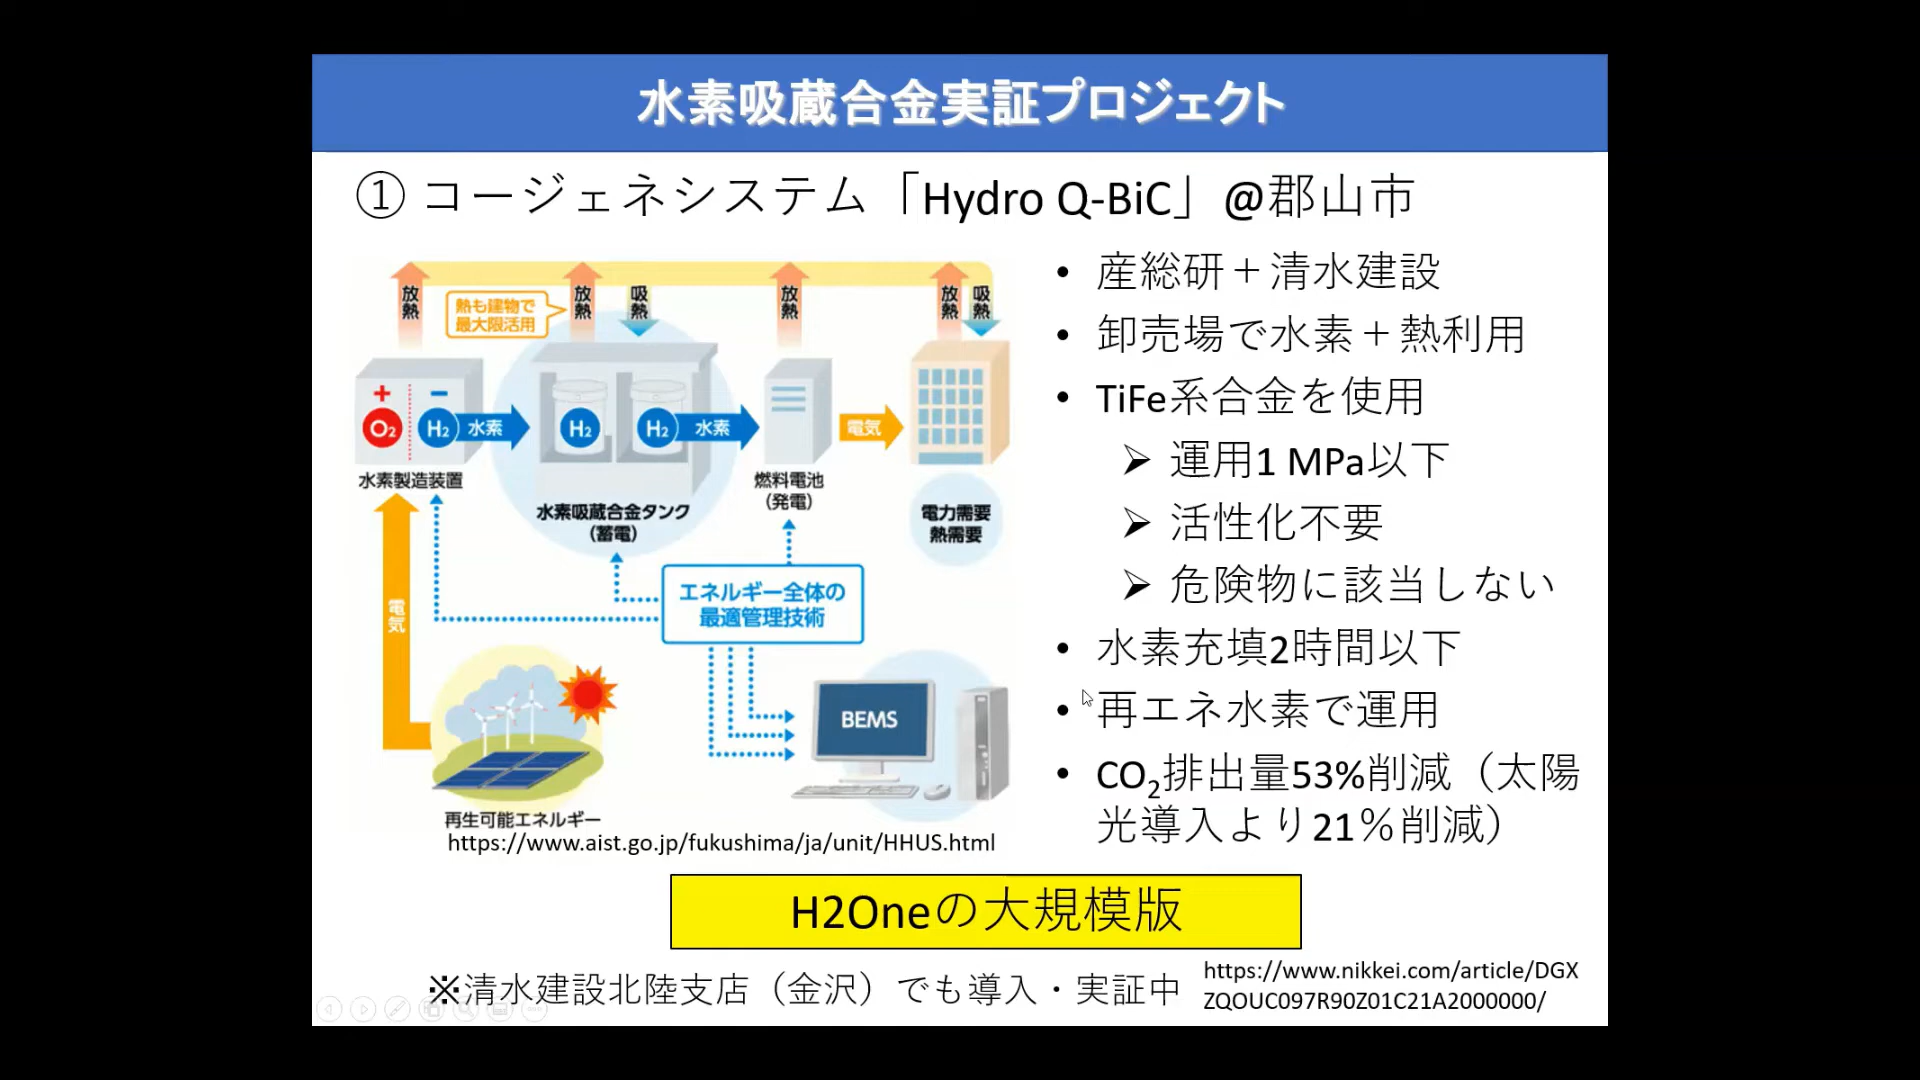 水素吸蔵合金実証プロジェクト
① コージェネシステム「Hydro Q-BiC」@郡山市
放熱
熱も建物で
最大限活用
放熱
吸熱
放熱
放熱
吸熱
+
−
O₂
H₂
水素
H₂
H₂
水素
電気
水素製造装置
水素吸蔵合金タンク
(蓄電)
燃料電池
(発電)
電力需要
熱需要
エネルギー全体の
最適管理技術
電気
BEMS
再生可能エネルギー
https://www.aist.go.jp/fukushima/ja/unit/HHUS.html
• 産総研＋清水建設
• 卸売場で水素＋熱利用
• TiFe系合金を使用
➢ 運用1 MPa以下
➢ 活性化不要
➢ 危険物に該当しない
• 水素充填2時間以下
• 再エネ水素で運用
• CO₂排出量53%削減（太陽
光導入より21％削減）
H2Oneの大規模版
※清水建設北陸支店（金沢）でも導入・実証中
https://www.nikkei.com/article/DGX
ZQOUC097R90Z01C21A2000000/